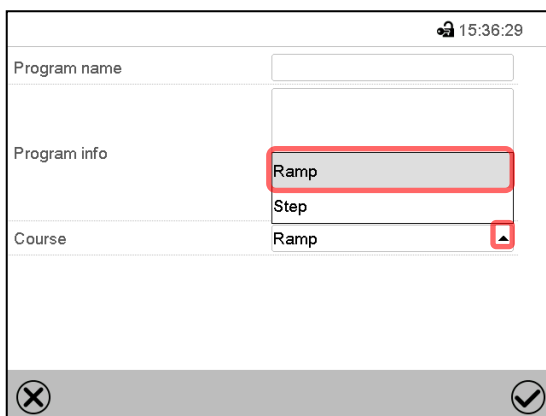 15:36:29
Program name
Program info
Ramp
Step
Course
Ramp